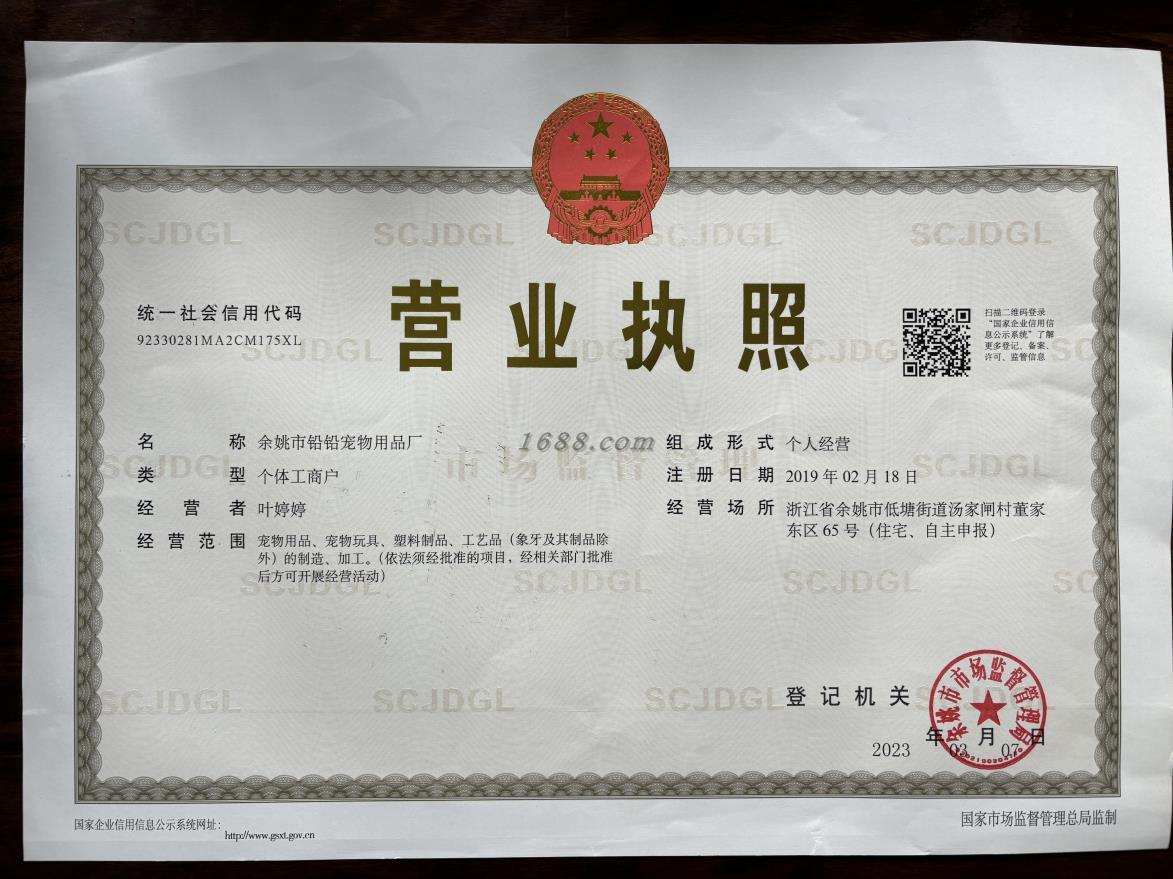 SCJDGL SCJDGL SCJDGL SCJDGL
营业执照
统一社会信用代码
92330281MA2CM175XL
扫描二维码登录
“国家企业信用信
息公示系统”了解
更多登记、备案、
许可、监管信息
名称 余姚市铅铅宠物用品厂
类型 个体工商户
经营者 叶婷婷
经营范围 宠物用品、宠物玩具、塑料制品、工艺品（象牙及其制品除
外）的制造、加工。（依法须经批准的项目，经相关部门批准
后方可开展经营活动）
1688.com
市场监督管理
组成形式 个人经营
注册日期 2019 年 02 月 18 日
经营场所 浙江省余姚市低塘街道汤家闸村董家
东区 65 号（住宅、自主申报）
SCJDGL SCJDGL SCJDGL SCJDGL
登记机关
余姚市市场监督管理局
2023 年 03 月 07 日
国家企业信用信息公示系统网址：
http://www.gsxt.gov.cn
国家市场监督管理总局监制